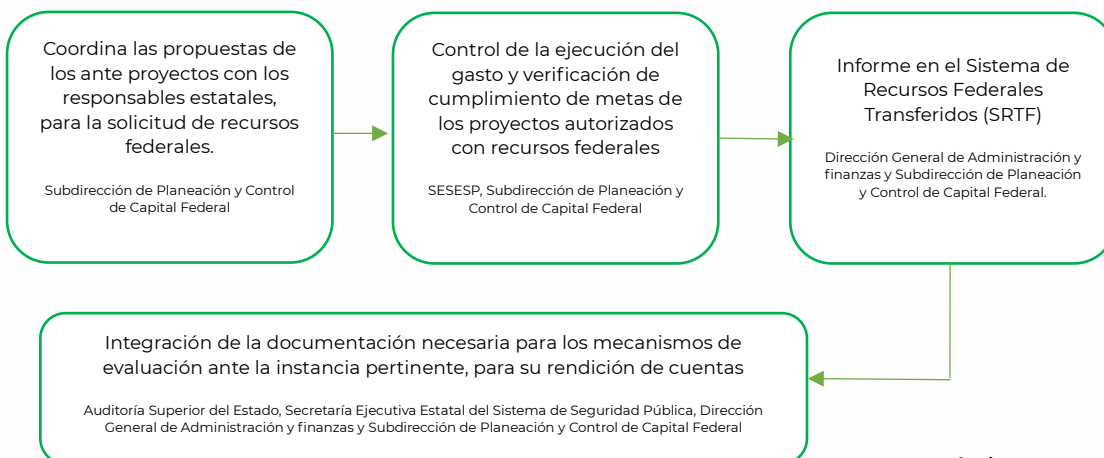 Coordina las propuestas de
los ante proyectos con los
responsables estatales,
para la solicitud de recursos
federales.
Subdirección de Planeación y Control
de Capital Federal
Control de la ejecución del
gasto y verificación de
cumplimiento de metas de
los proyectos autorizados
con recursos federales
SESESP, Subdirección de Planeación y
Control de Capital Federal
Informe en el Sistema de
Recursos Federales
Transferidos (SRTF)
Dirección General de Administración y
finanzas y Subdirección de Planeación
y Control de Capital Federal.
Integración de la documentación necesaria para los mecanismos de
evaluación ante la instancia pertinente, para su rendición de cuentas
Auditoría Superior del Estado, Secretaría Ejecutiva Estatal del Sistema de Seguridad Pública, Dirección
General de Administración y finanzas y Subdirección de Planeación y Control de Capital Federal